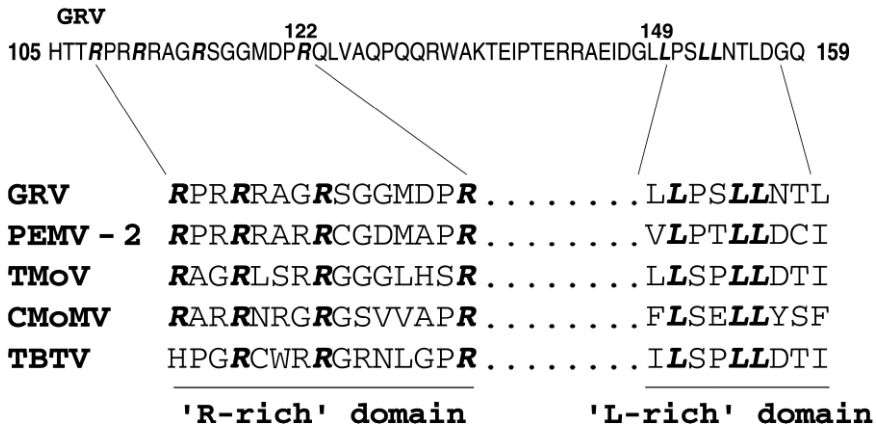 GRV
122 149
105 HTTRPRRRAGRSGGMDPRQLVAQPQQRWAKTEIPTERRAEIDGLLPSLLNTLDGQ 159
GRV RPRRRAGRSGGMDPR........LLPSLLNTL
PEMV – 2 RPRRRARRCGDMAPR........VLPTLLDCI
TMoV RAGRLSRRGGGLHSR........LLSPLLDTI
CMoMV RARRNRGRGSVVAPR........FLSELLYSF
TBTV HPGRCWRRGRNLGPR........ILSPLLDTI
'R-rich' domain 'L-rich' domain